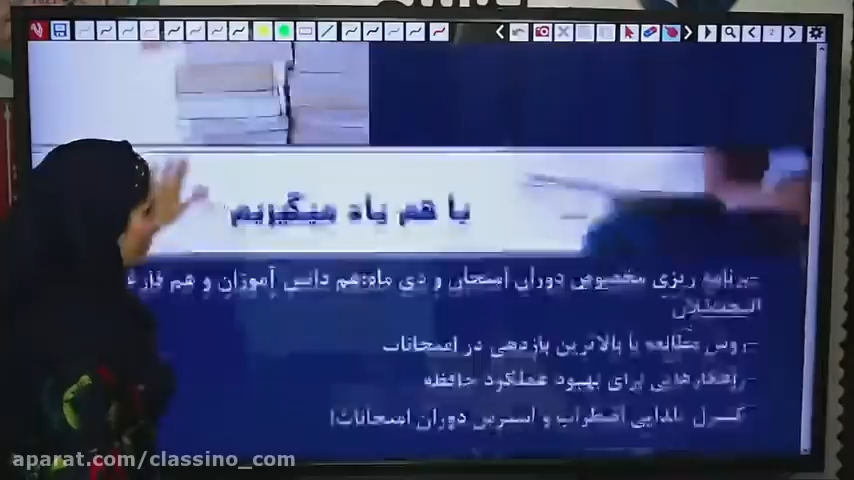 با هم یاد میگیریم
-برنامه ریزی مخصوص دوران امتحان و دی ماه:هم دانش آموزان و هم فارغ
التحصیلان
-روش مطالعه با بالاترین بازدهی در امتحانات
-راهکارهایی برای بهبود عملکرد حافظه
-کنترل اضطراب و استرس دوران امتحانات!
aparat.com/classino_com